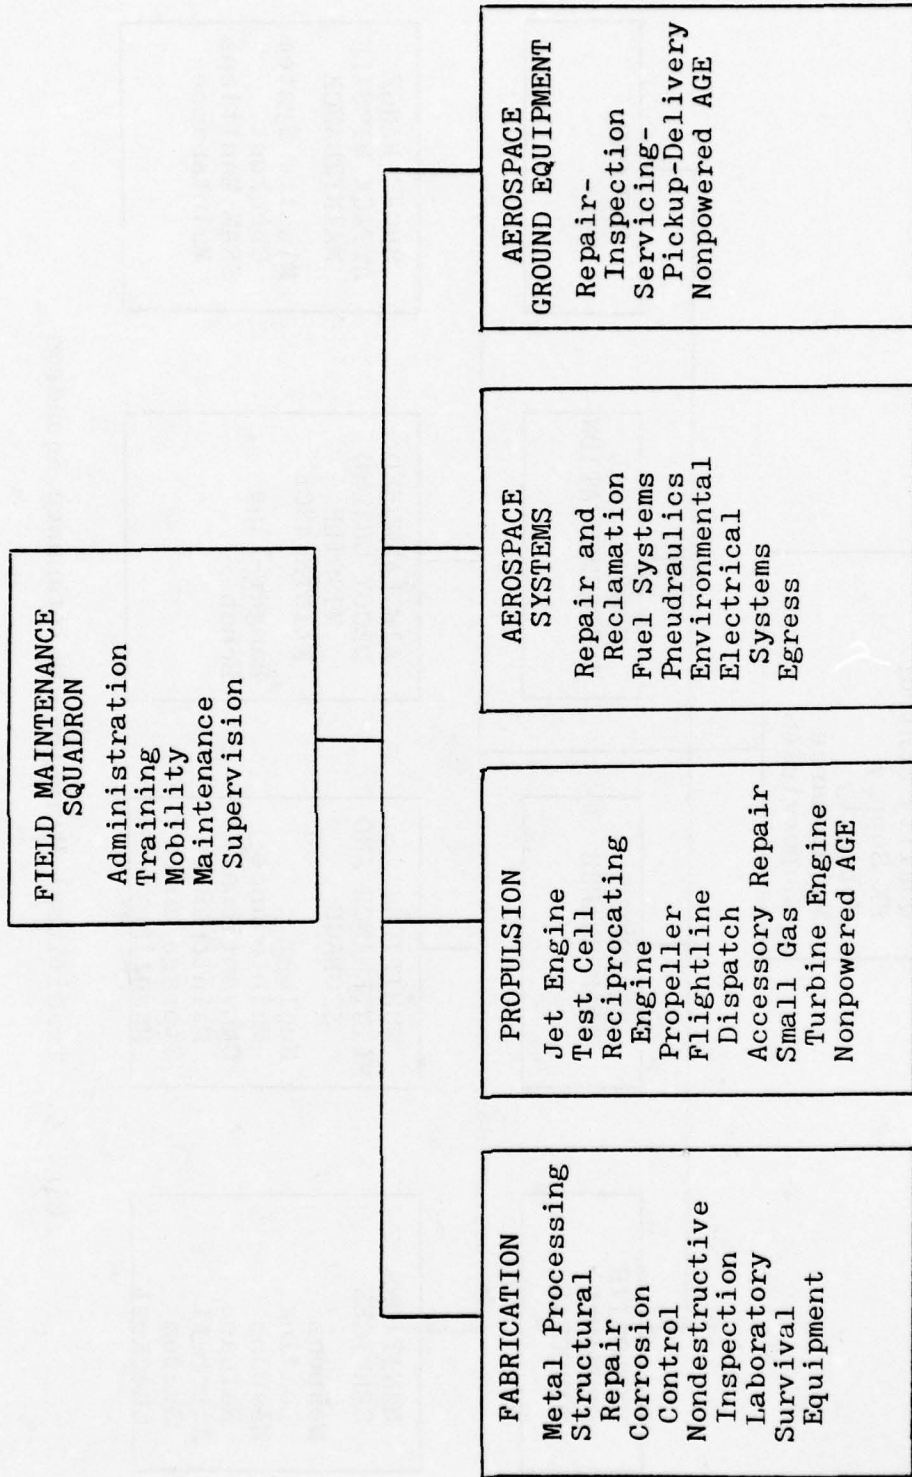 FIELD MAINTENANCE
SQUADRON
Administration
Training
Mobility
Maintenance
Supervision
FABRICATION
Metal Processing
Structural
Repair
Corrosion
Control
Nondestructive
Inspection
Laboratory
Survival
Equipment
PROPULSION
Jet Engine
Test Cell
Reciprocating
Engine
Propeller
Flightline
Dispatch
Accessory Repair
Small Gas
Turbine Engine
Nonpowered AGE
AEROSPACE
SYSTEMS
Repair and
Reclamation
Fuel Systems
Pneudraulics
Environmental
Electrical
Systems
Egress
AEROSPACE
GROUND EQUIPMENT
Repair-
Inspection
Servicing-
Pickup-Delivery
Nonpowered AGE